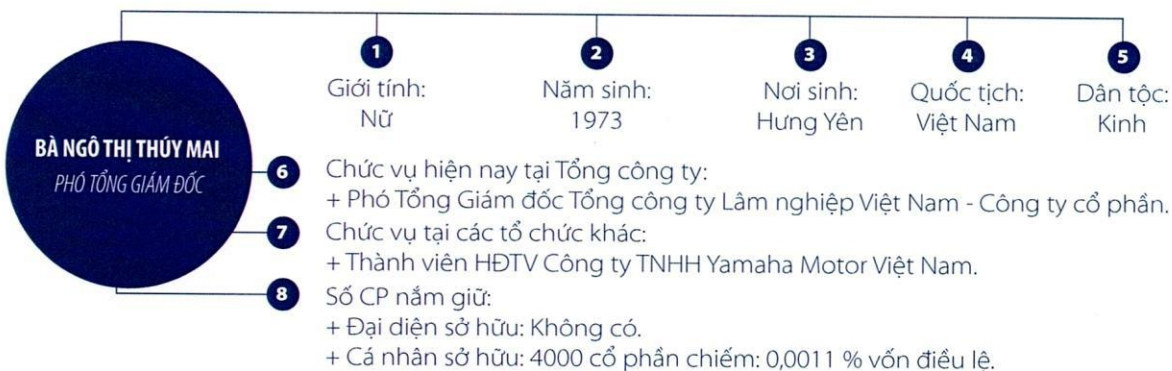 BÀ NGÔ THỊ THÚY MAI
PHÓ TỔNG GIÁM ĐỐC
1
Giới tính:
Nữ
2
Năm sinh:
1973
3
Nơi sinh:
Hưng Yên
4
Quốc tịch:
Việt Nam
5
Dân tộc:
Kinh
6 Chức vụ hiện nay tại Tổng công ty:
+ Phó Tổng Giám đốc Tổng công ty Lâm nghiệp Việt Nam - Công ty cổ phần.
7 Chức vụ tại các tổ chức khác:
+ Thành viên HĐTV Công ty TNHH Yamaha Motor Việt Nam.
8 Số CP nắm giữ:
+ Đại diện sở hữu: Không có.
+ Cá nhân sở hữu: 4000 cổ phần chiếm: 0,0011 % vốn điều lệ.